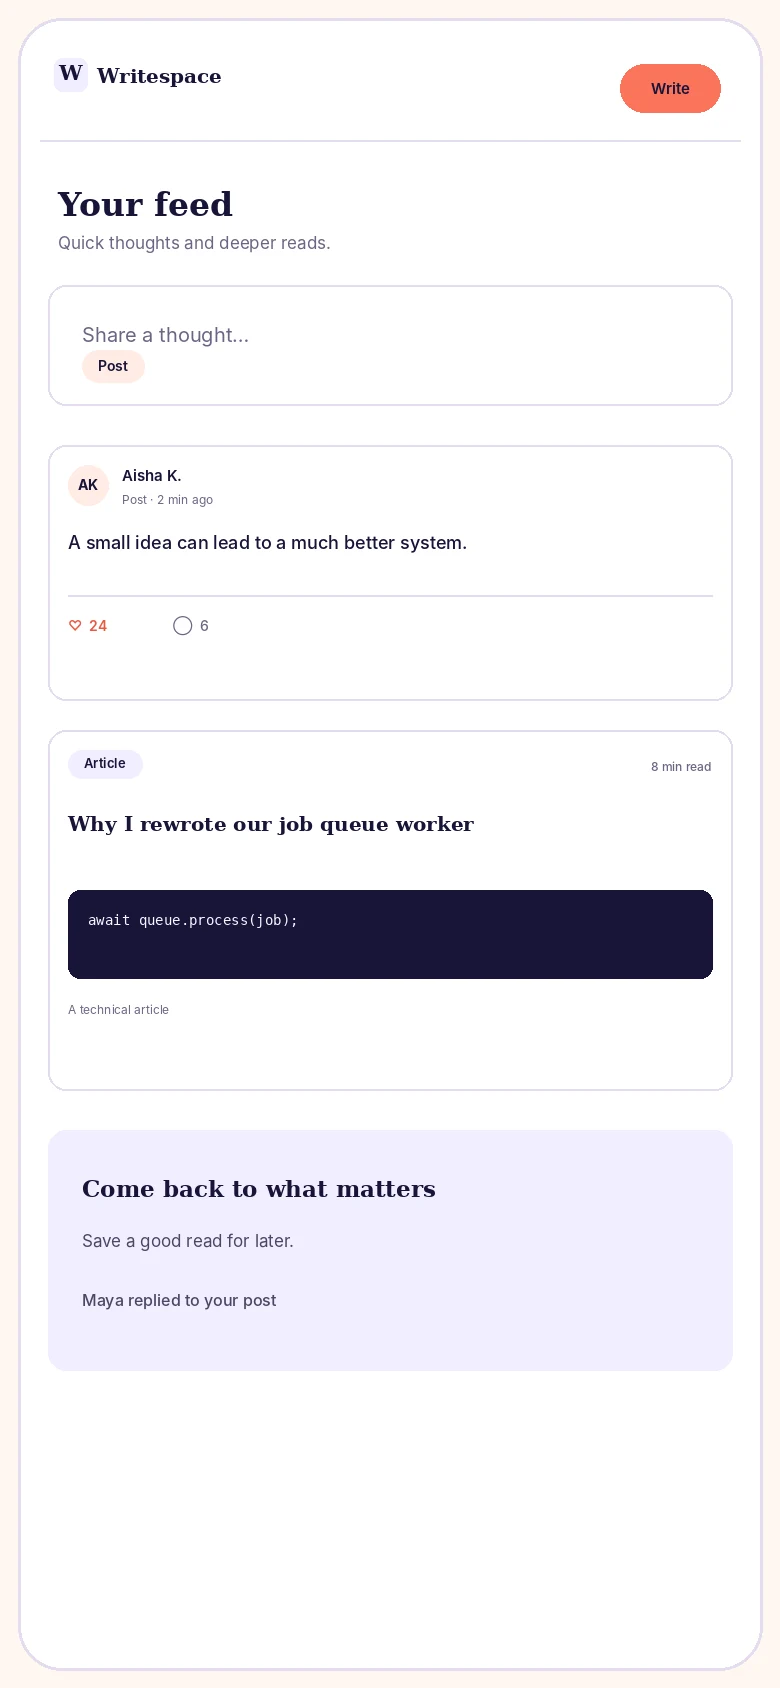 W Writespace
Write
Your feed
Quick thoughts and deeper reads.
Share a thought...
Post
AK
Aisha K.
Post · 2 min ago
A small idea can lead to a much better system.
♡ 24
◯ 6
Article
8 min read
Why I rewrote our job queue worker
await queue.process(job);
A technical article
Come back to what matters
Save a good read for later.
Maya replied to your post